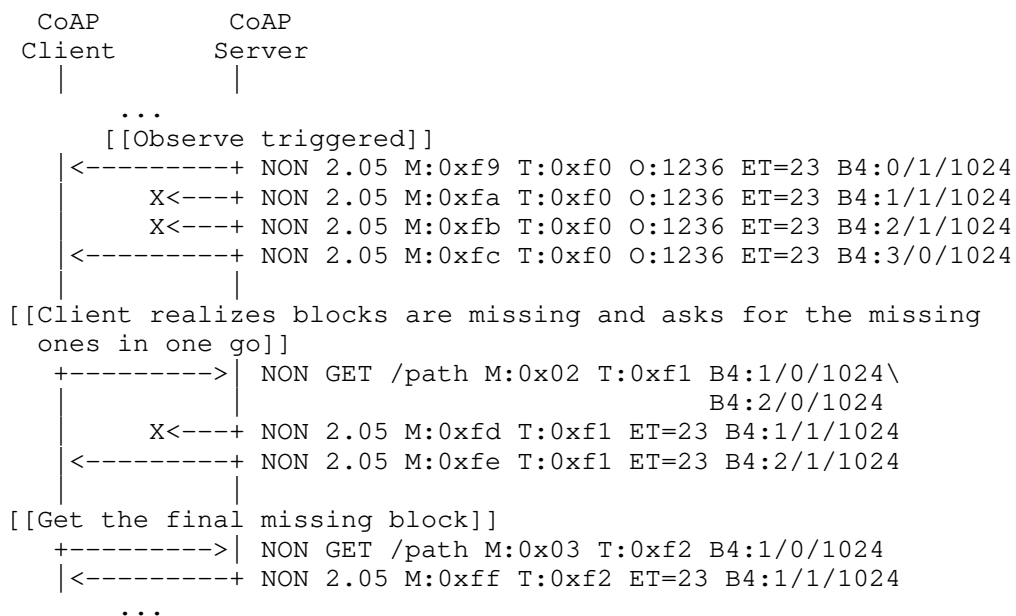 CoAP        CoAP
Client      Server
|          |
...
[[Observe triggered]]
|<---------+ NON 2.05 M:0xf9 T:0xf0 O:1236 ET=23 B4:0/1/1024
|     X<---+ NON 2.05 M:0xfa T:0xf0 O:1236 ET=23 B4:1/1/1024
|     X<---+ NON 2.05 M:0xfb T:0xf0 O:1236 ET=23 B4:2/1/1024
|<---------+ NON 2.05 M:0xfc T:0xf0 O:1236 ET=23 B4:3/0/1024
|          |
[[Client realizes blocks are missing and asks for the missing
ones in one go]]
+--------->| NON GET /path M:0x02 T:0xf1 B4:1/0/1024\
|          |                             B4:2/0/1024
|     X<---+ NON 2.05 M:0xfd T:0xf1 ET=23 B4:1/1/1024
|<---------+ NON 2.05 M:0xfe T:0xf1 ET=23 B4:2/1/1024
|          |
[[Get the final missing block]]
+--------->| NON GET /path M:0x03 T:0xf2 B4:1/0/1024
|<---------+ NON 2.05 M:0xff T:0xf2 ET=23 B4:1/1/1024
...